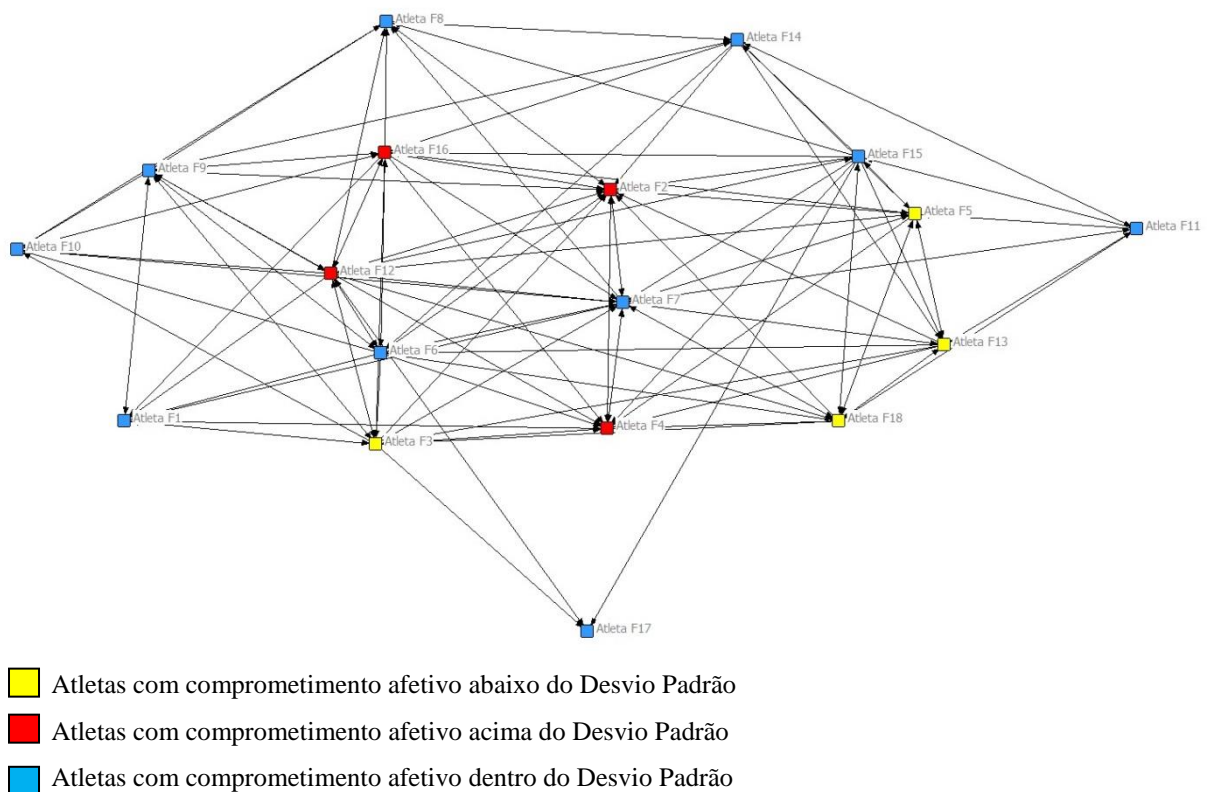 Atleta F8
Atleta F14
Atleta F16
Atleta F15
Atleta F9
Atleta F2
Atleta F5
Atleta F11
Atleta F10
Atleta F12
Atleta F7
Atleta F13
Atleta F6
Atleta F1
Atleta F18
Atleta F4
Atleta F3
Atleta F17
Atletas com comprometimento afetivo abaixo do Desvio Padrão
Atletas com comprometimento afetivo acima do Desvio Padrão
Atletas com comprometimento afetivo dentro do Desvio Padrão